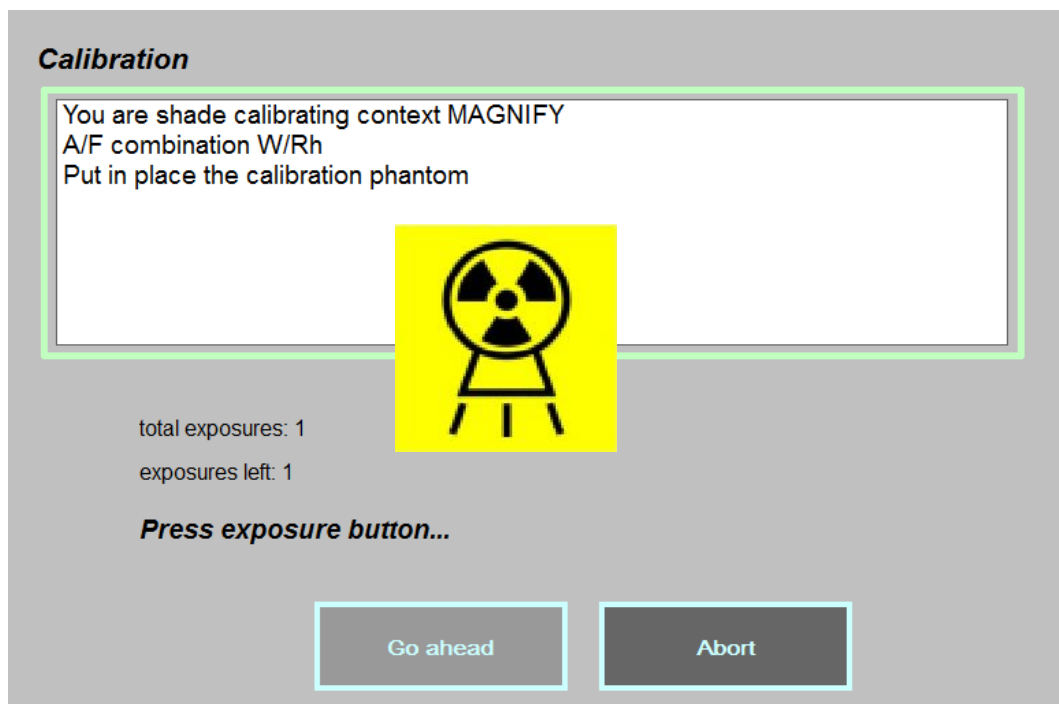 Calibration
You are shade calibrating context MAGNIFY
A/F combination W/Rh
Put in place the calibration phantom
total exposures: 1
exposures left: 1
Press exposure button...
Go ahead
Abort